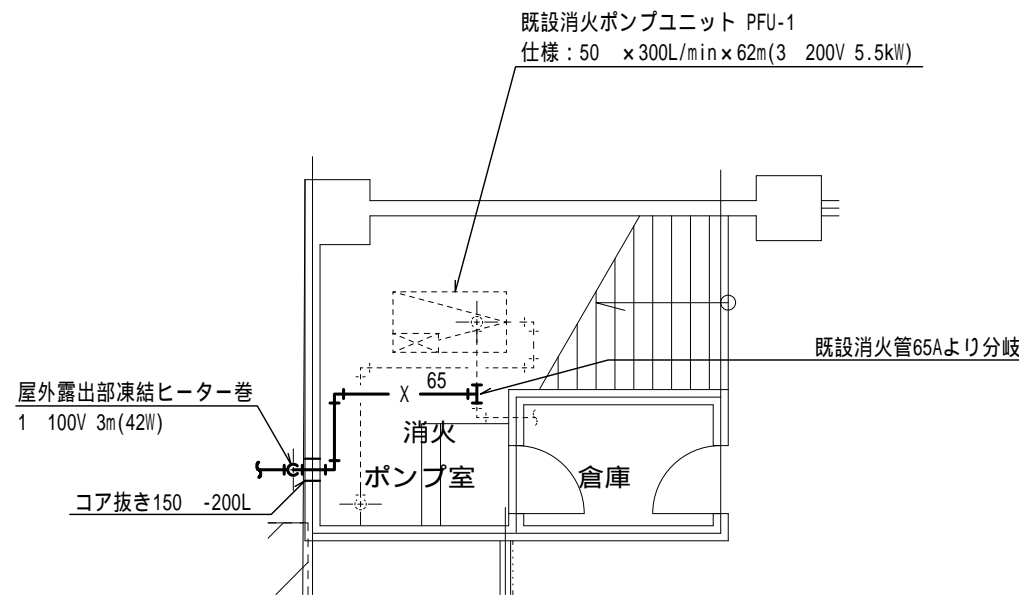 既設消火ポンプユニット PFU-1
仕様：50　×300L/min×62m(3　200V 5.5kW)
既設消火管65Aより分岐
65
X
屋外露出部凍結ヒーター巻
1　100V 3m(42W)
消火
ポンプ室
倉庫
コア抜き150　-200L